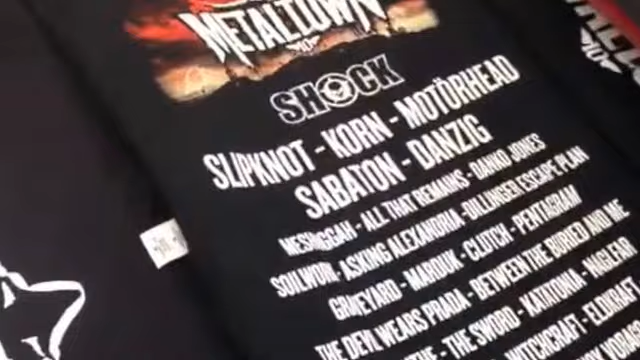 METALTOWN
SHOCK
SLIPKNOT - KORN - MOTÖRHEAD
SABATON - DANZIG
MESHUGGAH - ALL THAT REMAINS - DANKO JONES
SOILWORK - ASKING ALEXANDRIA - DILLINGER ESCAPE PLAN
GRAVEYARD - MARDUK - CLUTCH - PENTAGRAM
THE DEVIL WEARS PRADA - BETWEEN THE BURIED AND ME
- THE SWORD - KATATONIA -